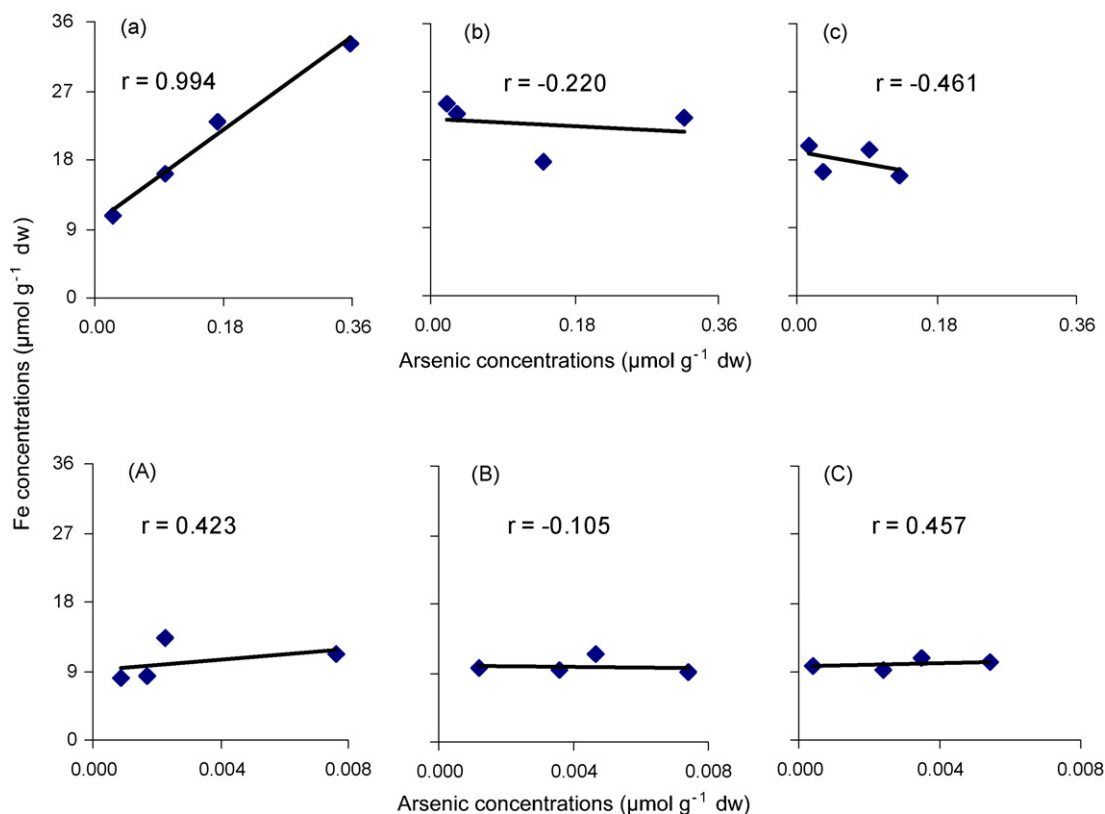 36
(a)
(b)
(c)
r = 0.994
r = -0.220
r = -0.461
27
18
9
0
0.00 0.18 0.36
0.00 0.18 0.36
0.00 0.18 0.36
Arsenic concentrations (µmol g⁻¹ dw)
Fe concentrations (µmol g⁻¹ dw)
36
(A)
(B)
(C)
r = 0.423
r = -0.105
r = 0.457
27
18
9
0
0.000 0.004 0.008
0.000 0.004 0.008
0.000 0.004 0.008
Arsenic concentrations (µmol g⁻¹ dw)